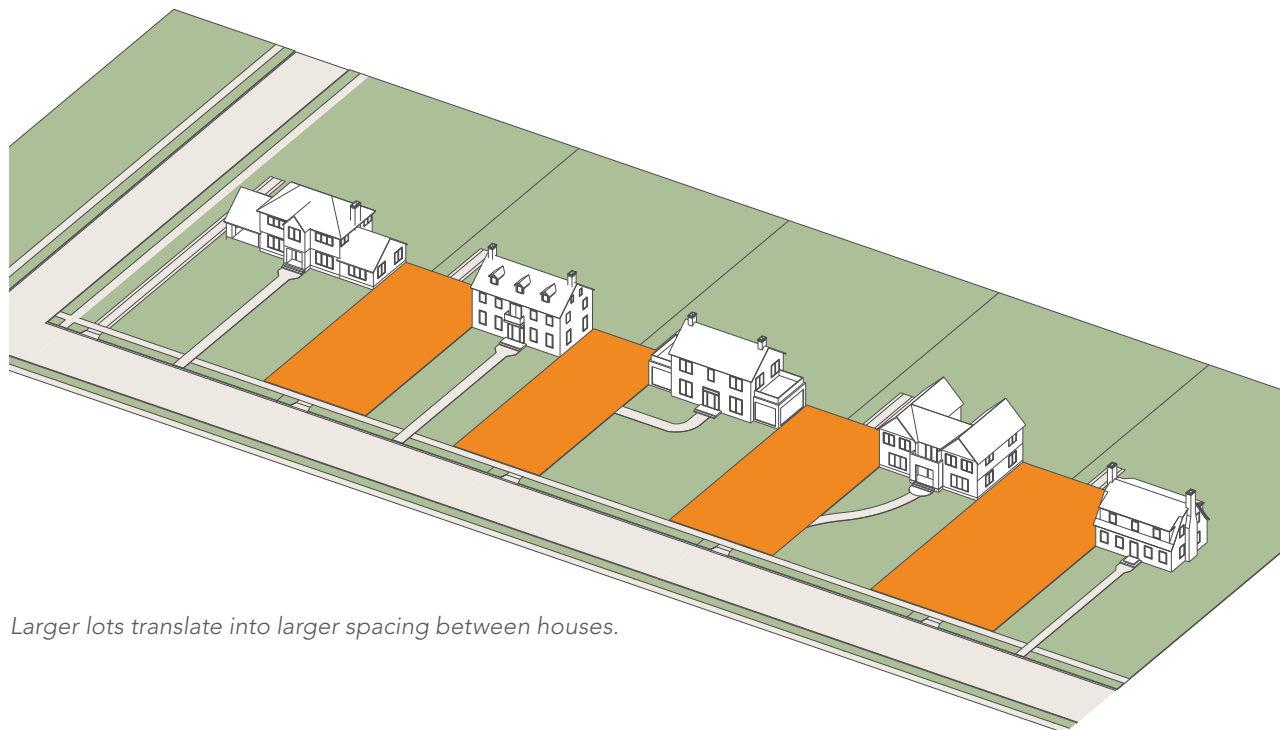 Larger lots translate into larger spacing between houses.